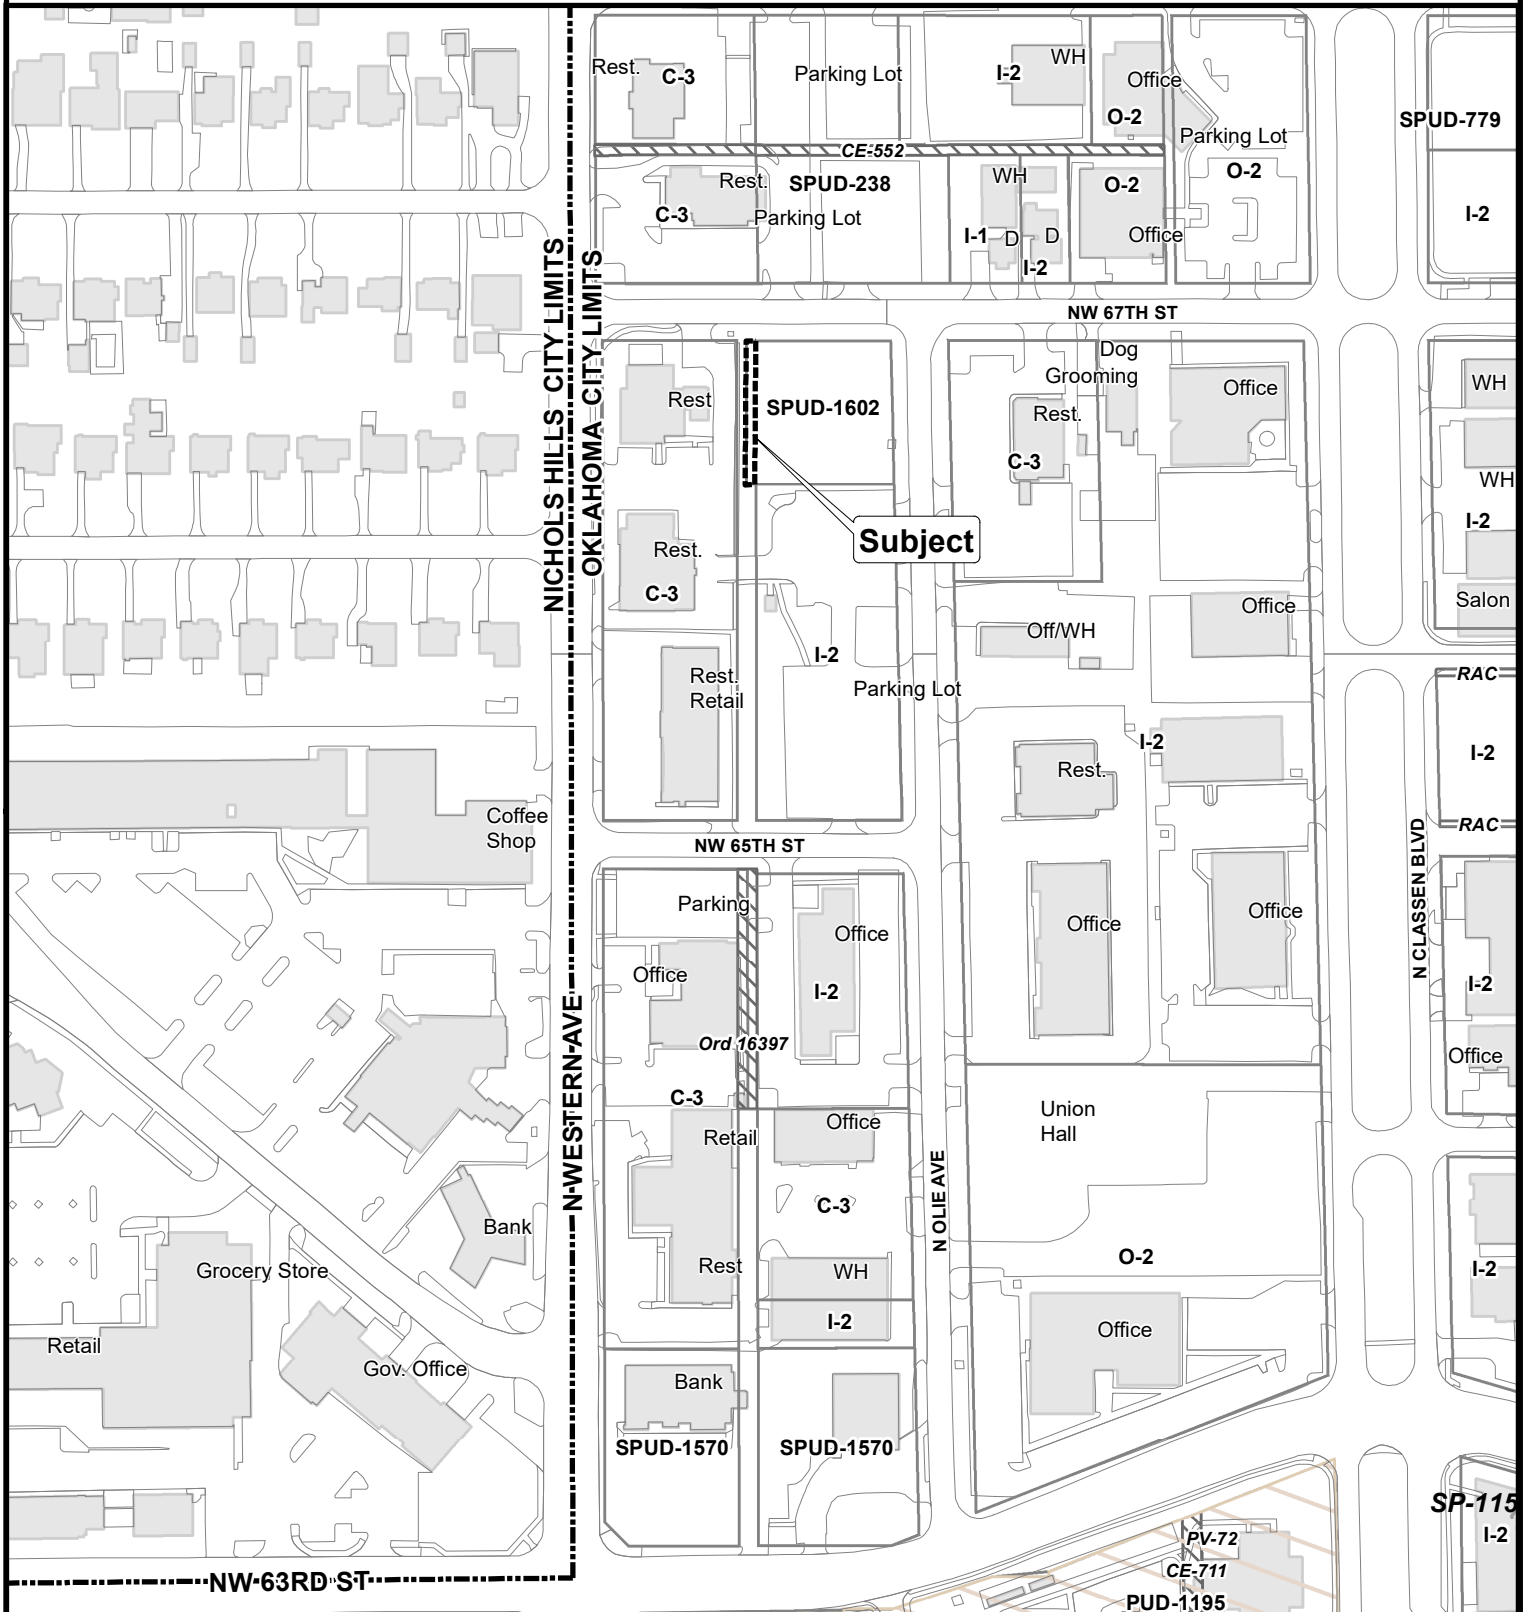 Rest.
C-3
Parking Lot
I-2
WH
Office
O-2
Parking Lot
SPUD-779
CE-552
Rest.
SPUD-238
WH
O-2
O-2
C-3
Parking Lot
I-1
D
D
Office
I-2
I-2
NICHOLS HILLS CITY LIMITS
OKLAHOMA CITY LIMITS
NW 67TH ST
Dog
Grooming
Rest
SPUD-1602
Rest.
Office
WH
C-3
WH
Subject
I-2
Rest.
C-3
Office
Salon
Off/WH
I-2
Rest.
Retail
Parking Lot
RAC
I-2
Rest.
I-2
Coffee
Shop
RAC
NW 65TH ST
N CLASSEN BLVD
Parking
Office
Office
Office
Office
I-2
I-2
Ord 16397
Office
N WESTERN AVE
C-3
Union
Hall
Retail
Office
C-3
N OLIE AVE
Bank
Grocery Store
Rest
WH
O-2
I-2
I-2
Office
Retail
Gov. Office
Bank
SPUD-1570
SPUD-1570
SP-115
I-2
PV-72
CE-711
NW 63RD ST
PUD-1195